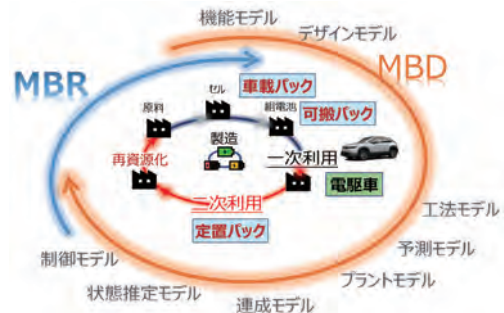 機能モデル
デザインモデル
MBR
MBD
セル
車載パック
原料
組電池
可搬パック
製造
再資源化
一次利用
電駆車
二次利用
定置パック
工法モデル
制御モデル
予測モデル
状態推定モデル
プラントモデル
連成モデル